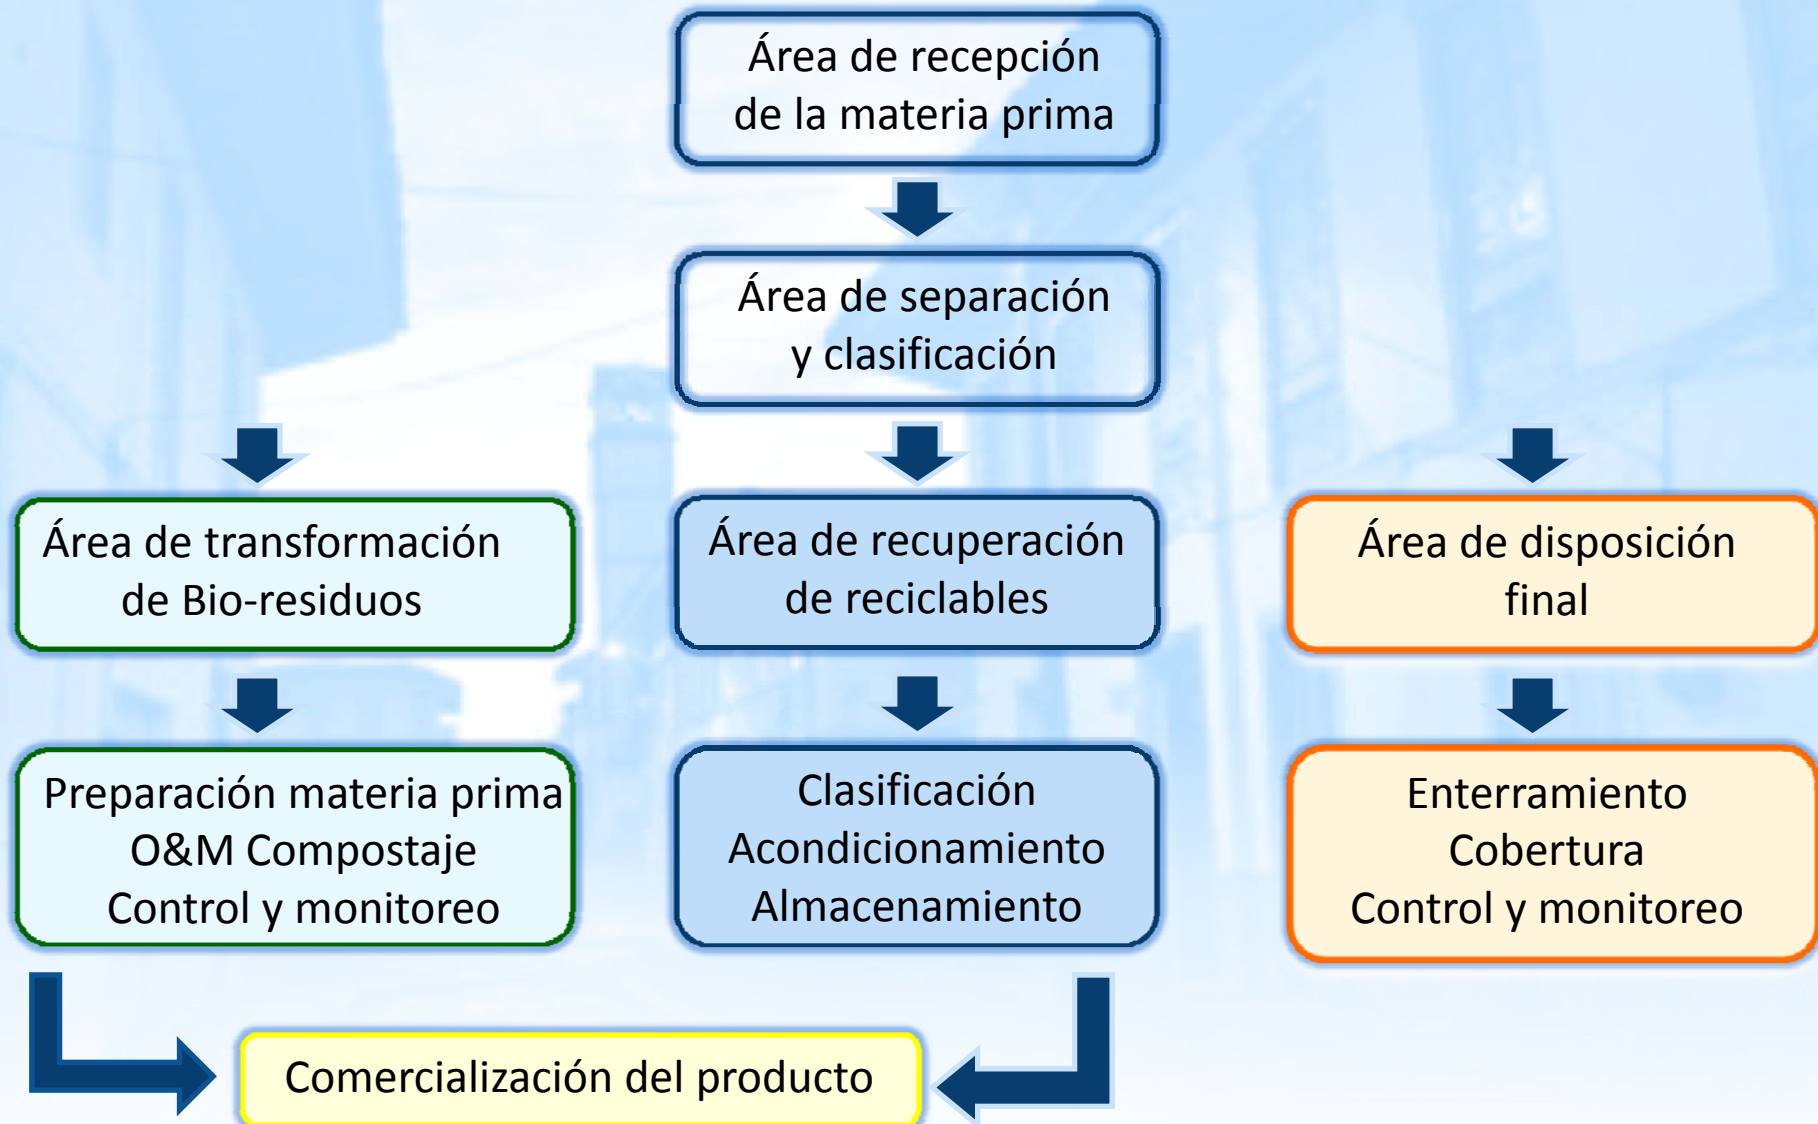 Área de recepción
de la materia prima
Área de separación
y clasificación
Área de transformación
de Bio-residuos
Área de recuperación
de reciclables
Área de disposición
final
Preparación materia prima
O&M Compostaje
Control y monitoreo
Clasificación
Acondicionamiento
Almacenamiento
Enterramiento
Cobertura
Control y monitoreo
Comercialización del producto